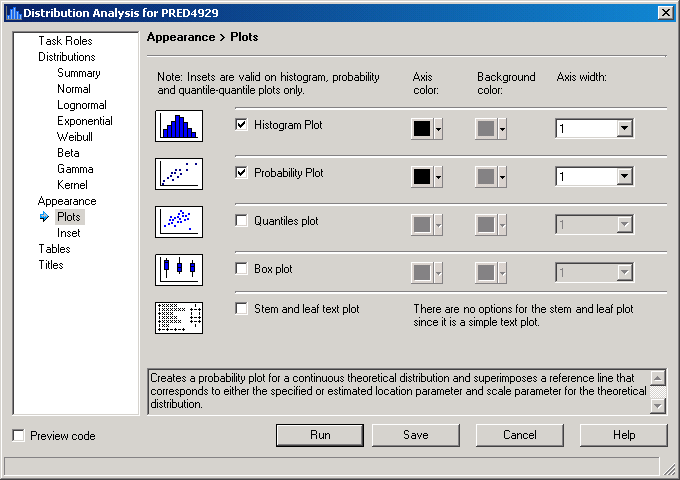 Distribution Analysis for PRED4929
Task Roles
Distributions
Summary
Normal
Lognormal
Exponential
Weibull
Beta
Gamma
Kernel
Appearance
Plots
Inset
Tables
Titles
Appearance > Plots
Note: Insets are valid on histogram, probability
and quantile-quantile plots only.
Axis
color:
Background
color:
Axis width:
Histogram Plot
1
Probability Plot
1
Quantiles plot
1
Box plot
1
Stem and leaf text plot
There are no options for the stem and leaf plot
since it is a simple text plot.
Creates a probability plot for a continuous theoretical distribution and superimposes a reference line that
corresponds to either the specified or estimated location parameter and scale parameter for the theoretical
distribution.
Preview code
Run
Save
Cancel
Help